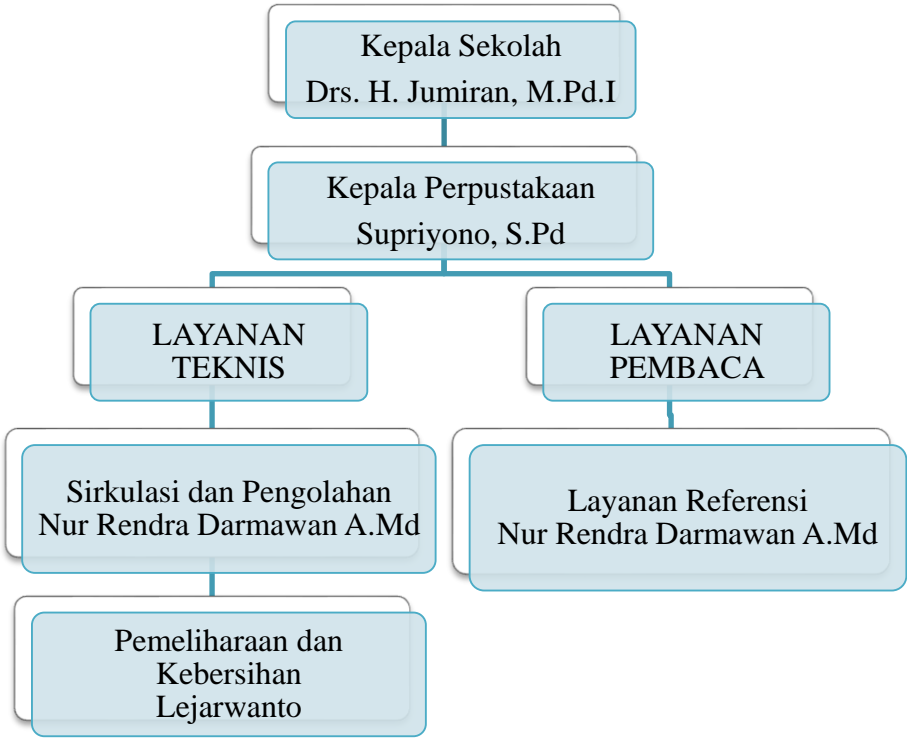 Kepala Sekolah
Drs. H. Jumiran, M.Pd.I
Kepala Perpustakaan
Supriyono, S.Pd
LAYANAN
TEKNIS
LAYANAN
PEMBACA
Sirkulasi dan Pengolahan
Nur Rendra Darmawan A.Md
Layanan Referensi
Nur Rendra Darmawan A.Md
Pemeliharaan dan
Kebersihan
Lejarwanto